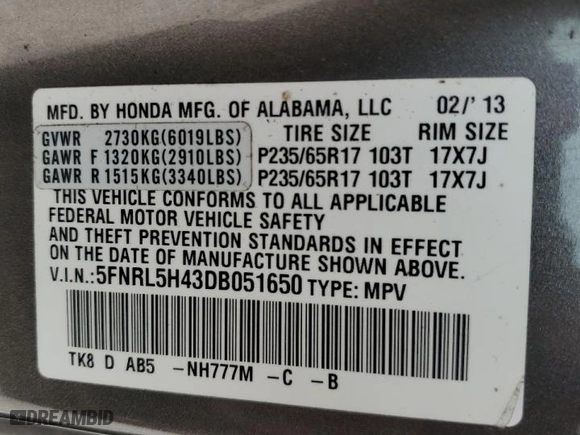 MFD. BY HONDA MFG. OF ALABAMA, LLC 02/'13
GVWR 2730KG(6019LBS) TIRE SIZE RIM SIZE
GAWR F 1320KG(2910LBS) P235/65R17 103T 17X7J
GAWR R 1515KG(3340LBS) P235/65R17 103T 17X7J
THIS VEHICLE CONFORMS TO ALL APPLICABLE
FEDERAL MOTOR VEHICLE SAFETY
AND THEFT PREVENTION STANDARDS IN EFFECT
ON THE DATE OF MANUFACTURE SHOWN ABOVE.
V.I.N.:5FNRL5H43DB051650 TYPE: MPV
TK8 D AB5 -NH777M -C -B
DREAMBID